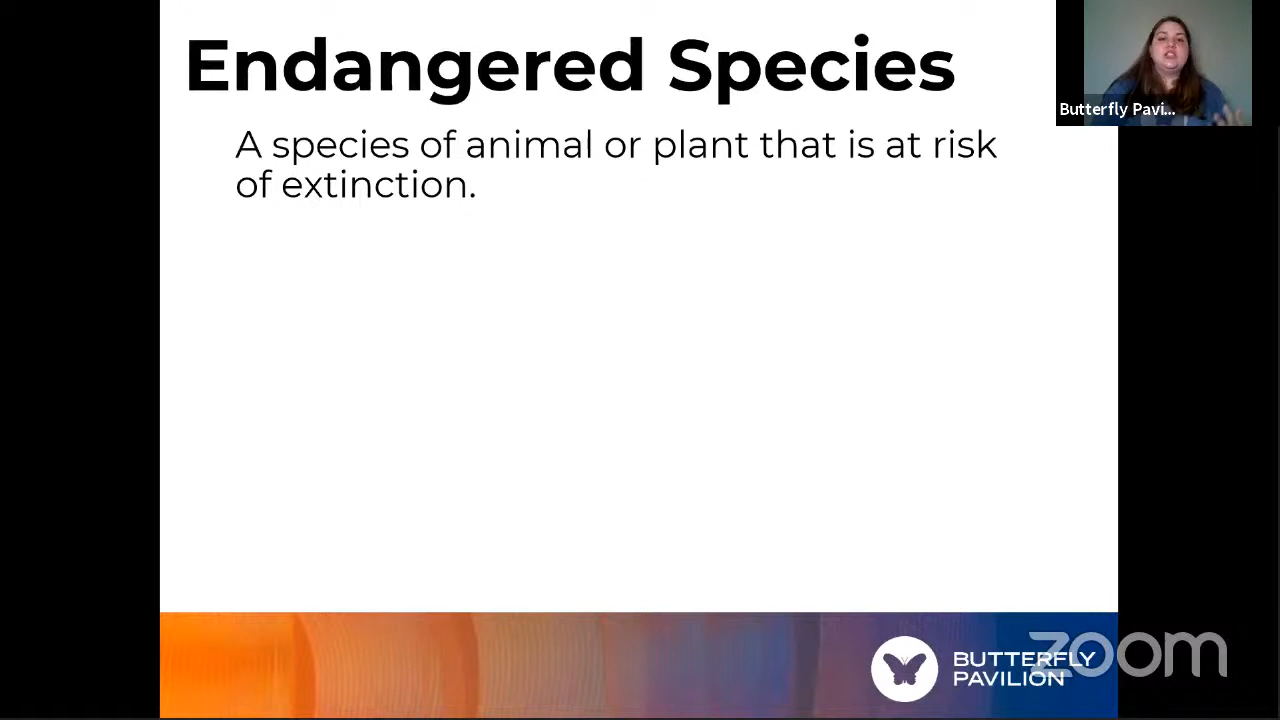 Endangered Species
A species of animal or plant that is at risk
of extinction.
Butterfly Pavi...
BUTTERFLY
PAVILION
zoom